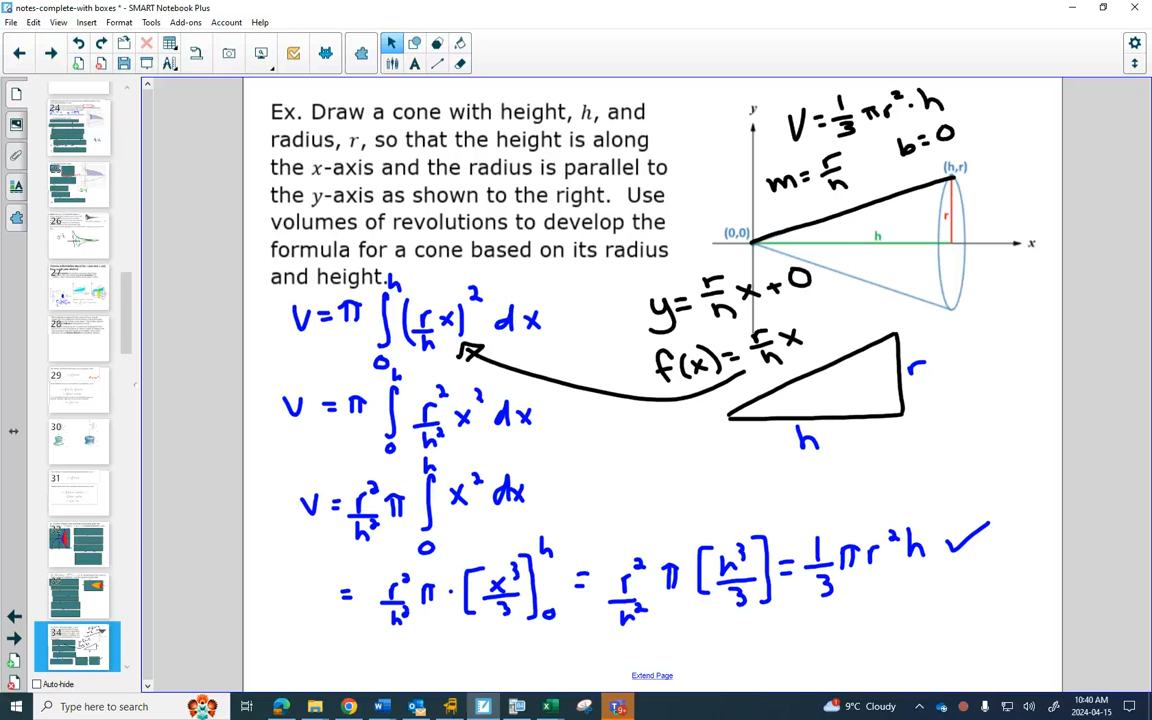 notes-complete-with boxes * - SMART Notebook Plus
File Edit View Insert Format Tools Add-ons Account Help
Ex. Draw a cone with height, h, and
radius, r, so that the height is along
the x-axis and the radius is parallel to
the y-axis as shown to the right. Use
volumes of revolutions to develop the
formula for a cone based on its radius
and height.
y
V = 1/3 πr² · h
b = 0
m = r/h
(h,r)
r
(0,0)
h
x
y = r/h x + 0
f(x) = r/h x
r
h
V = π ∫₀ʰ (r/h x)² dx
√x
V = π ∫₀ʰ r²/h² x² dx
V = r²/h² π ∫₀ʰ x² dx
= r²/h² π · [x³/3]₀ʰ = r²/h² π [h³/3] = 1/3 πr²h ✓
Extend Page
24
26
27
28
29
30
31
34
Auto-hide
Type here to search
9°C Cloudy
10:40 AM
2024-04-15